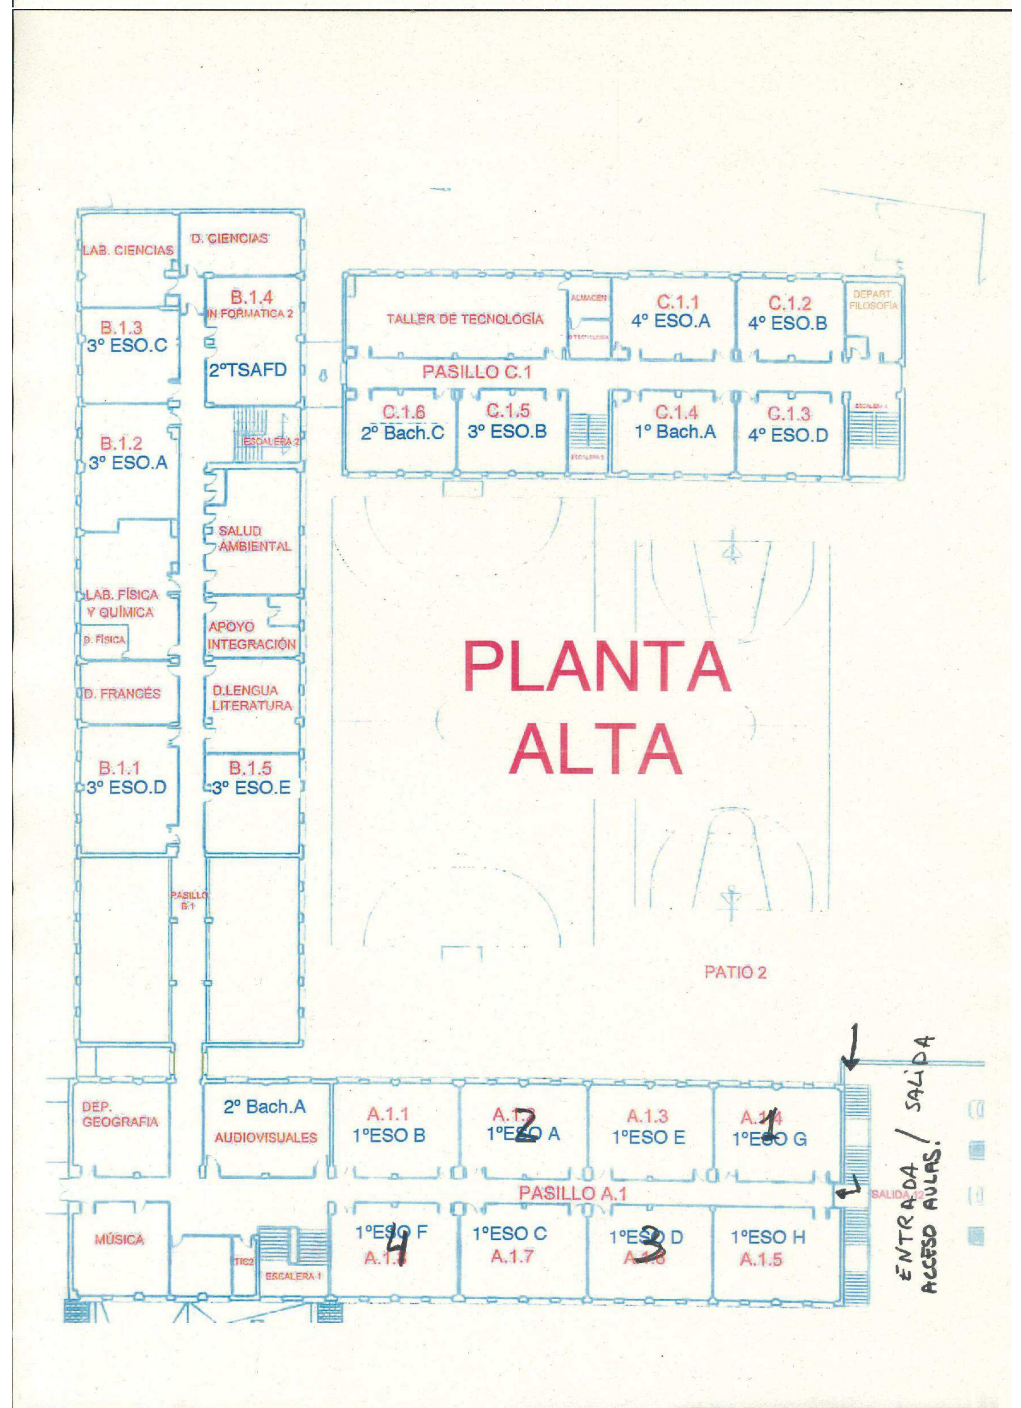 LAB. CIENCIAS
D. CIENCIAS
B.1.4
INFORMATICA 2
2ºTSAFD
B.1.3
3º ESO.C
ESCALERA 2
B.1.2
3º ESO.A
SALUD
AMBIENTAL
LAB. FÍSICA
Y QUÍMICA
D. FÍSICA
APOYO
INTEGRACIÓN
D. FRANCÉS
D.LENGUA
LITERATURA
B.1.1
3º ESO.D
B.1.5
3º ESO.E
PASILLO
B.1
TALLER DE TECNOLOGÍA
ALMACEN
D.TECNOLOGIA
C.1.1
4º ESO.A
C.1.2
4º ESO.B
DEPART.
FILOSOFÍA
PASILLO C.1
C.1.6
2º Bach.C
C.1.5
3º ESO.B
C.1.4
1º Bach.A
C.1.3
4º ESO.D
PLANTA
ALTA
PATIO 2
DEP.
GEOGRAFIA
2º Bach.A
AUDIOVISUALES
A.1.1
1ºESO B
A.1.2
1ºESO A
2
A.1.3
1ºESO E
A.1.4
1ºESO G
1
PASILLO A.1
SALIDA 12
MÚSICA
ESCALERA 1
1ºESO F
A.1.8
4
1ºESO C
A.1.7
1ºESO D
A.1.6
3
1ºESO H
A.1.5
ENTRADA / SALIDA
ACCESO AULAS.